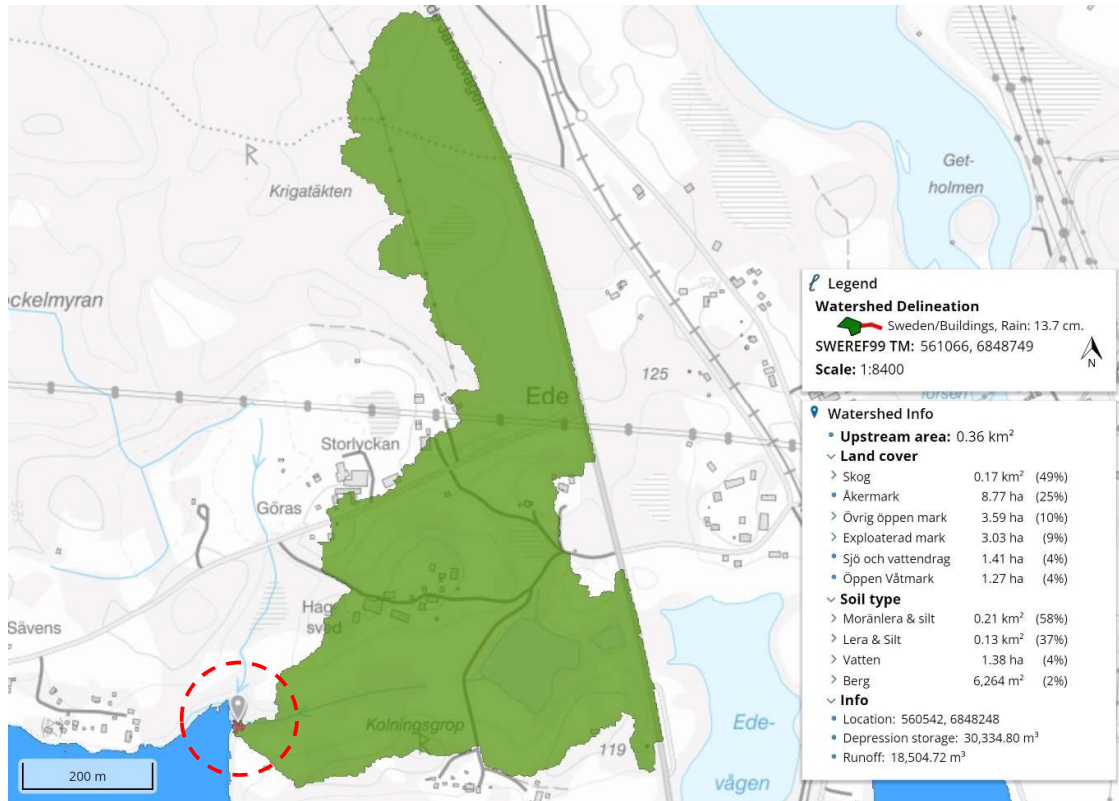 Järvsövägen
Get-
holmen
Krigatäkten
ckelmyran
Legend
Watershed Delineation
Sweden/Buildings, Rain: 13.7 cm.
SWEREF99 TM: 561066, 6848749
Scale: 1:8400
N
125
Ede
Storlyckan
Göras
Watershed Info
Upstream area: 0.36 km²
Land cover
Skog 0.17 km² (49%)
Åkermark 8.77 ha (25%)
Övrig öppen mark 3.59 ha (10%)
Exploaterad mark 3.03 ha (9%)
Sjö och vattendrag 1.41 ha (4%)
Öppen Våtmark 1.27 ha (4%)
Soil type
Moränlera & silt 0.21 km² (58%)
Lera & Silt 0.13 km² (37%)
Vatten 1.38 ha (4%)
Berg 6,264 m² (2%)
Info
Location: 560542, 6848248
Depression storage: 30,334.80 m³
Runoff: 18,504.72 m³
Hag
sved
Sävens
Kolningsgrop
119
Ede-
vågen
200 m